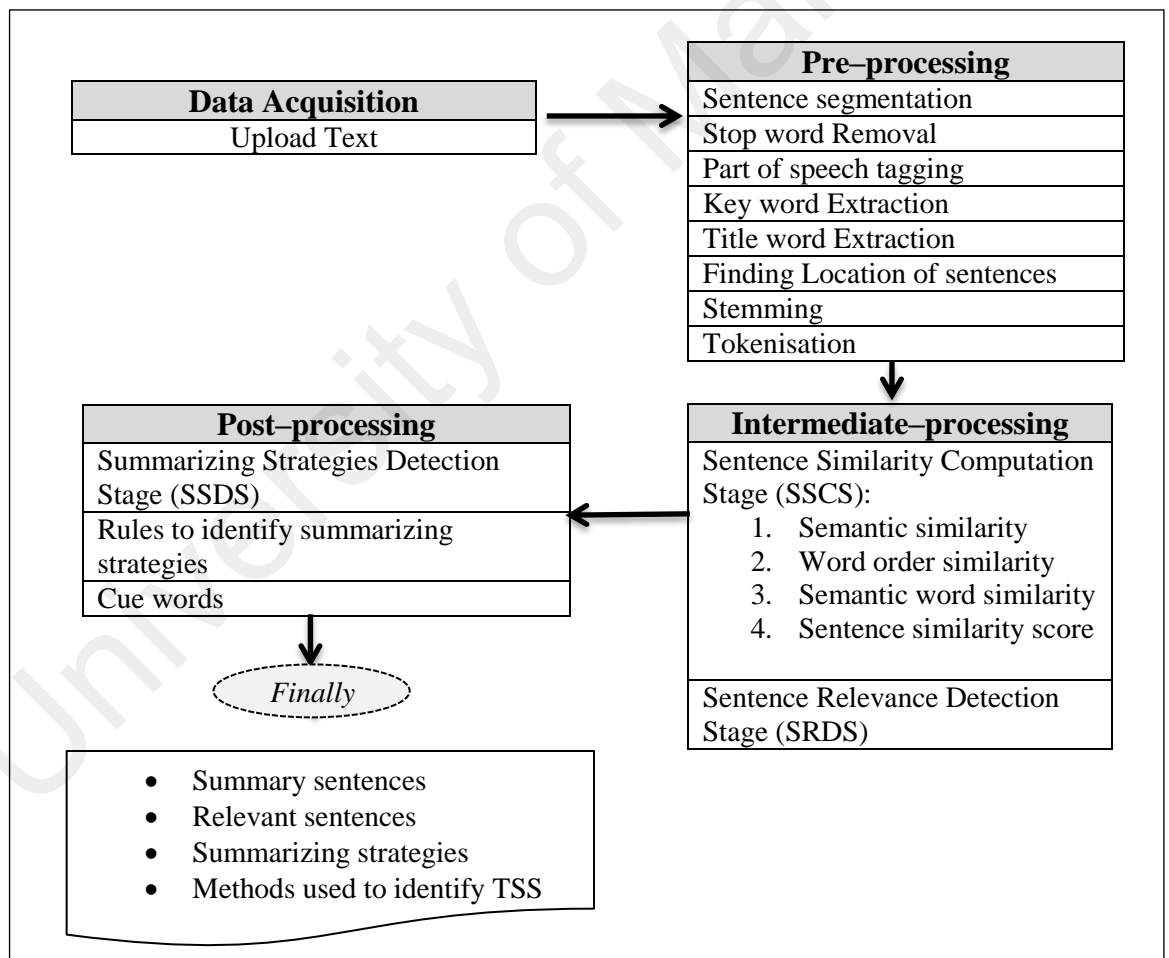 Data Acquisition
Upload Text
Pre–processing
Sentence segmentation
Stop word Removal
Part of speech tagging
Key word Extraction
Title word Extraction
Finding Location of sentences
Stemming
Tokenisation
Intermediate–processing
Sentence Similarity Computation
Stage (SSCS):
1. Semantic similarity
2. Word order similarity
3. Semantic word similarity
4. Sentence similarity score
Sentence Relevance Detection
Stage (SRDS)
Post–processing
Summarizing Strategies Detection
Stage (SSDS)
Rules to identify summarizing
strategies
Cue words
Finally
• Summary sentences
• Relevant sentences
• Summarizing strategies
• Methods used to identify TSS
University of